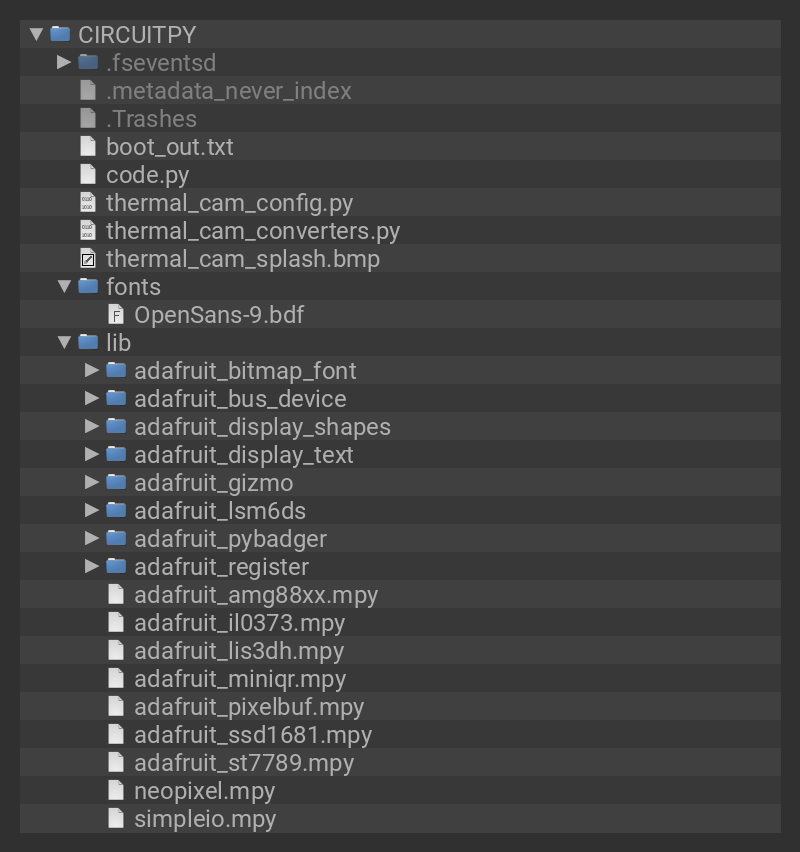 CIRCUITPY
.fseventsd
.metadata_never_index
.Trashes
boot_out.txt
code.py
thermal_cam_config.py
thermal_cam_converters.py
thermal_cam_splash.bmp
fonts
OpenSans-9.bdf
lib
adafruit_bitmap_font
adafruit_bus_device
adafruit_display_shapes
adafruit_display_text
adafruit_gizmo
adafruit_lsm6ds
adafruit_pybadger
adafruit_register
adafruit_amg88xx.mpy
adafruit_il0373.mpy
adafruit_lis3dh.mpy
adafruit_miniqr.mpy
adafruit_pixelbuf.mpy
adafruit_ssd1681.mpy
adafruit_st7789.mpy
neopixel.mpy
simpleio.mpy